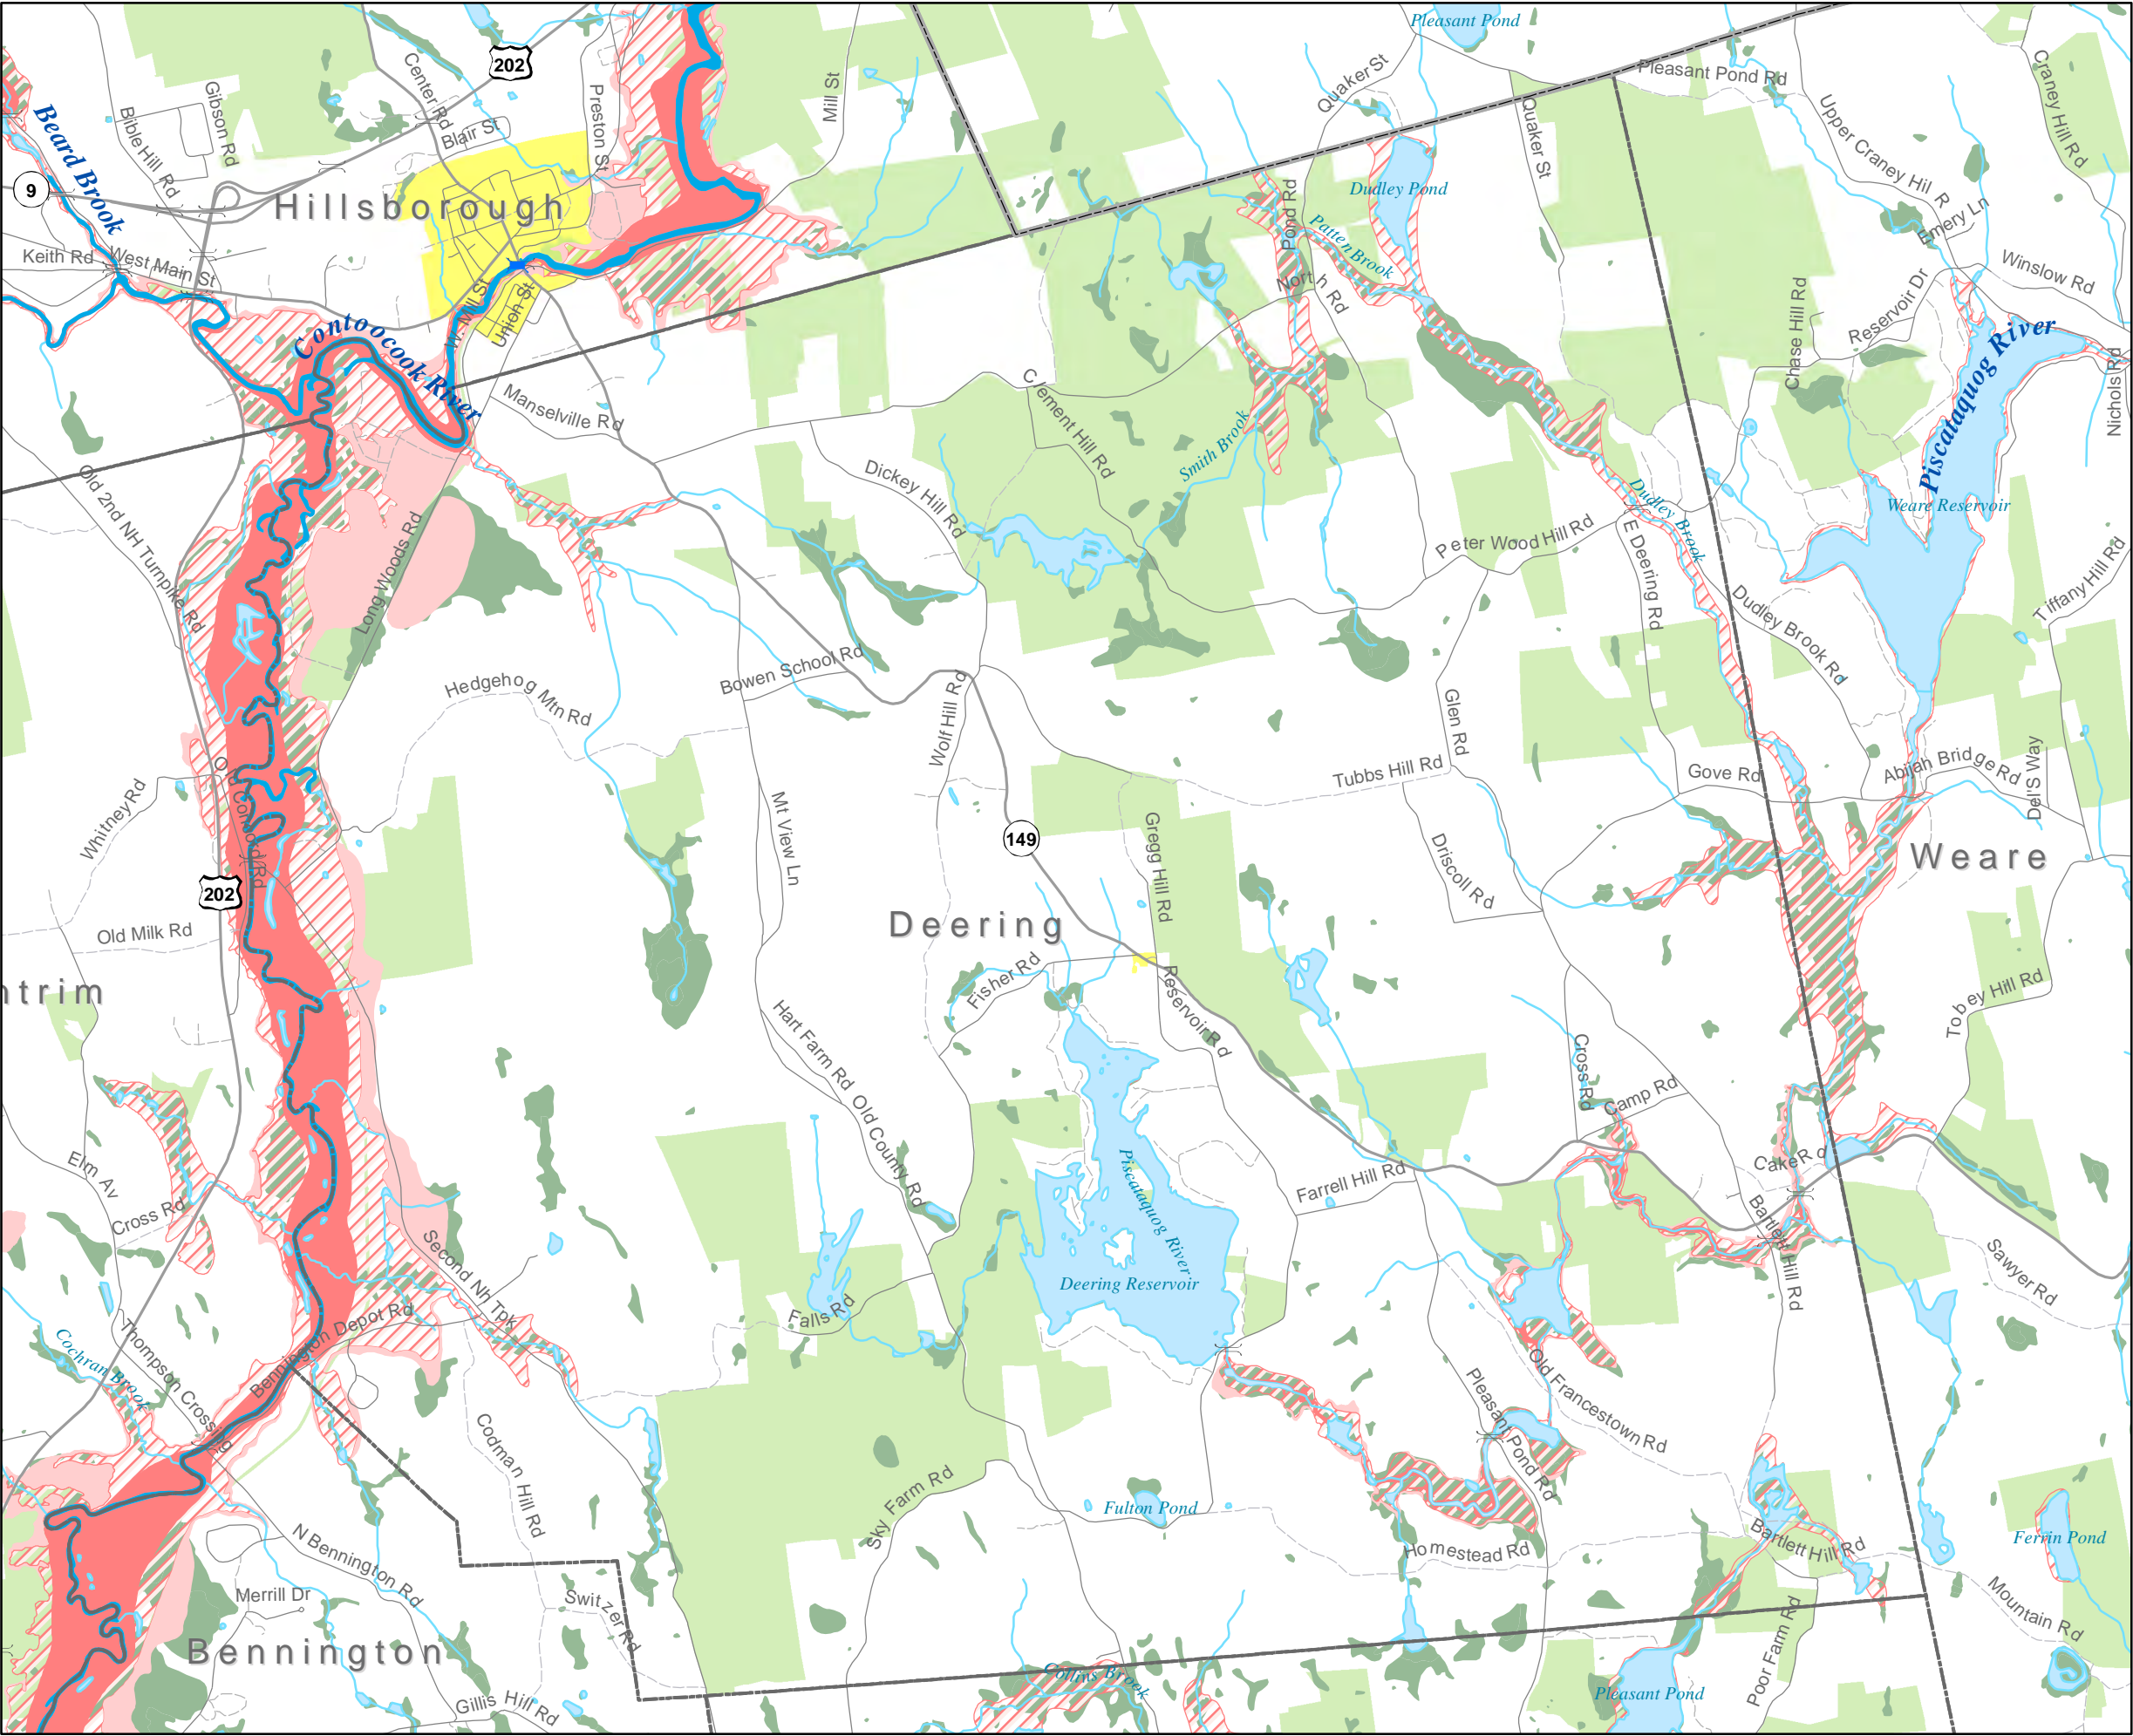 Pleasant Pond
202
Center Rd
Blair St
Preston St
Mill St
Quaker St
Pleasant Pond Rd
Craney Hill Rd
Gibson Rd
Bible Hill Rd
Beard Brook
9
Quaker St
Upper Craney Hil R
Emery Ln
Hillsborough
Dudley Pond
Pond Rd
Patten Brook
Keith Rd
West Main St
Winslow Rd
Reservoir Dr
Chase Hill Rd
North Rd
W. Mill St
Union St
Contoocook River
Piscataquog River
Nichols Rd
Manselville Rd
Clement Hill Rd
Smith Brook
Dickey Hill Rd
Old 2nd NH Turnpike Rd
Long Woods Rd
Weare Reservoir
Dudley Brook
Peter Wood Hill Rd
E Deering Rd
Tiffany Hill Rd
Dudley Brook Rd
Bowen School Rd
Hedgehog Mtn Rd
Wolf Hill Rd
Glen Rd
Tubbs Hill Rd
Gove Rd
Abijah Bridge Rd
Del S Way
Whitney Rd
Old Concord Rd
Mt View Ln
149
Gregg Hill Rd
Driscoll Rd
Weare
202
Old Milk Rd
Deering
Fisher Rd
Reservoir Rd
ntrim
Tobey Hill Rd
Hart Farm Rd
Old County Rd
Cross Rd
Camp Rd
Elm Av
Cross Rd
Piscataquog River
Farrell Hill Rd
Cake Rd
Bartlett Hill Rd
Second Nh Tpk
Deering Reservoir
Sawyer Rd
Falls Rd
Bennington Depot Rd
Cochran Brook
Thompson Crossing
Old Francestown Rd
Pleasant Pond Rd
Codman Hill Rd
Sky Farm Rd
Fulton Pond
Homestead Rd
Bartlett Hill Rd
Ferrin Pond
N Bennington Rd
Merrill Dr
Switzer Rd
Mountain Rd
Poor Farm Rd
Bennington
Collins Brook
Pleasant Pond
Gillis Hill Rd